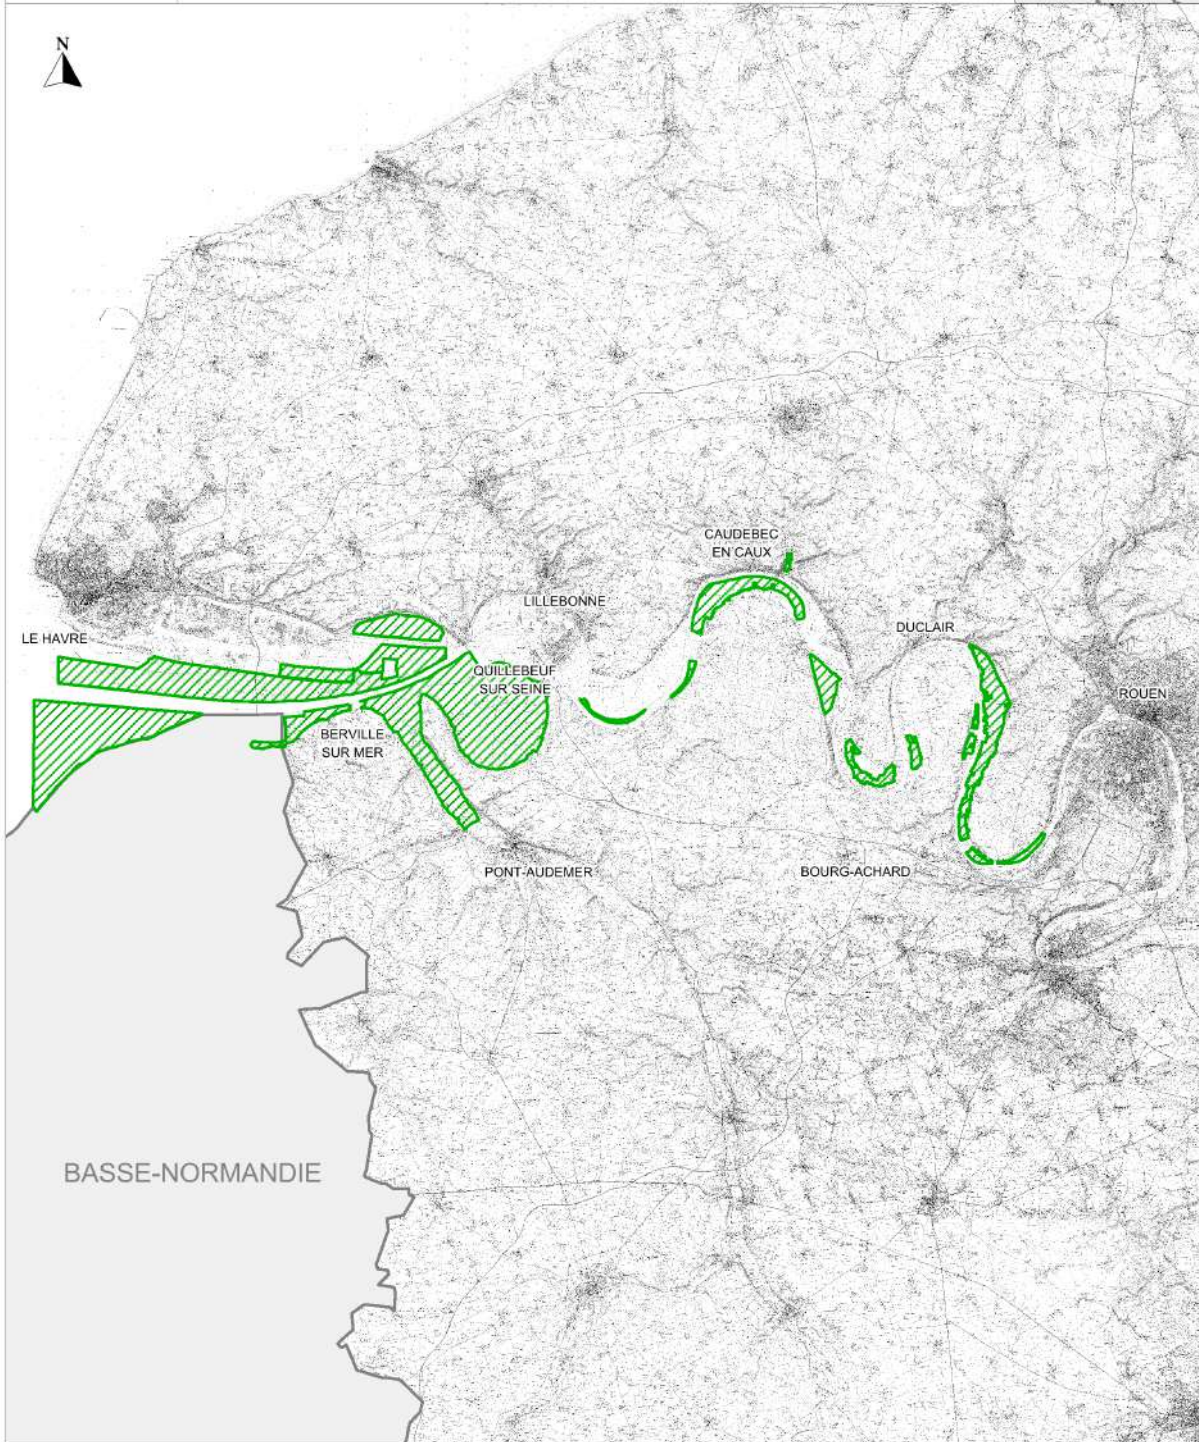 N
CAUDEBEC
EN CAUX
LILLEBONNE
LE HAVRE
DUCLAIR
QUILLEBEUF
SUR SEINE
ROUEN
BERVILLE
SUR MER
PONT-AUDEMER
BOURG-ACHARD
BASSE-NORMANDIE